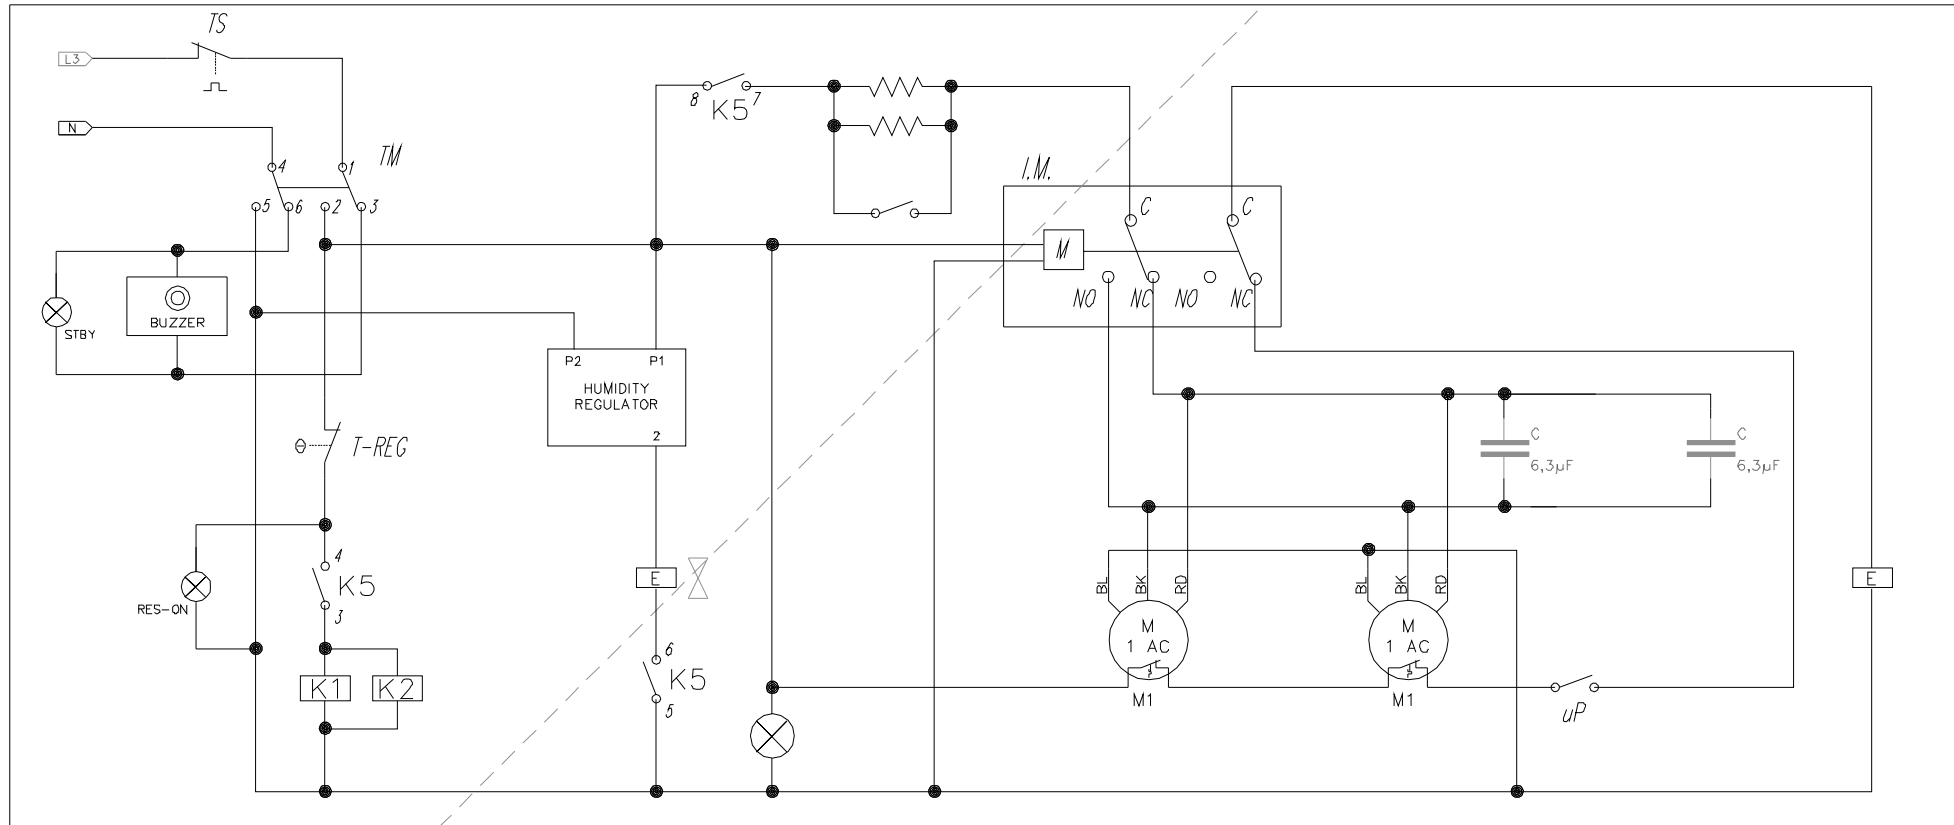 TS
L3
N
TM
4
1
5
6
2
3
STBY
BUZZER
8
K5
7
I.M.
C
C
M
NO
NC
NO
NC
P2
P1
HUMIDITY
REGULATOR
2
T-REG
C
6,3µF
C
6,3µF
4
K5
3
RES-ON
K1
K2
E
6
K5
5
BL
BK
RD
M
1 AC
M1
BL
BK
RD
M
1 AC
M1
uP
E